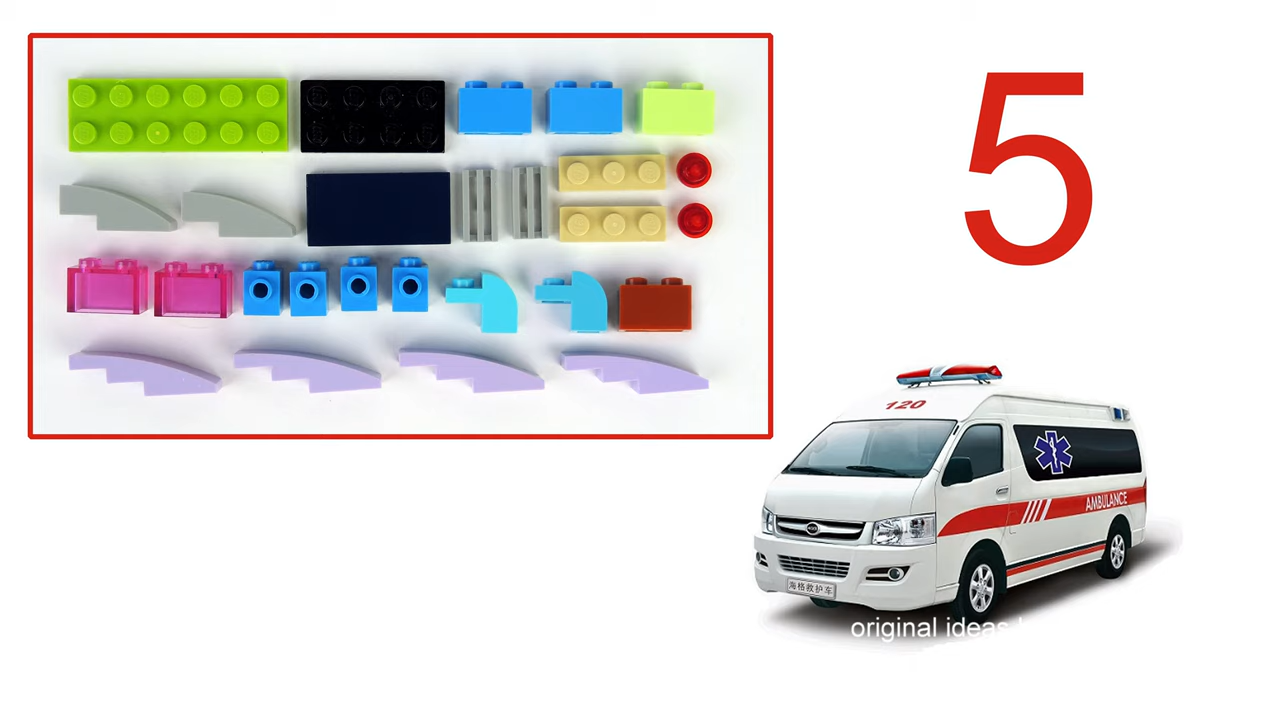 5
120
AMBULANCE
海格救护车
original ideas